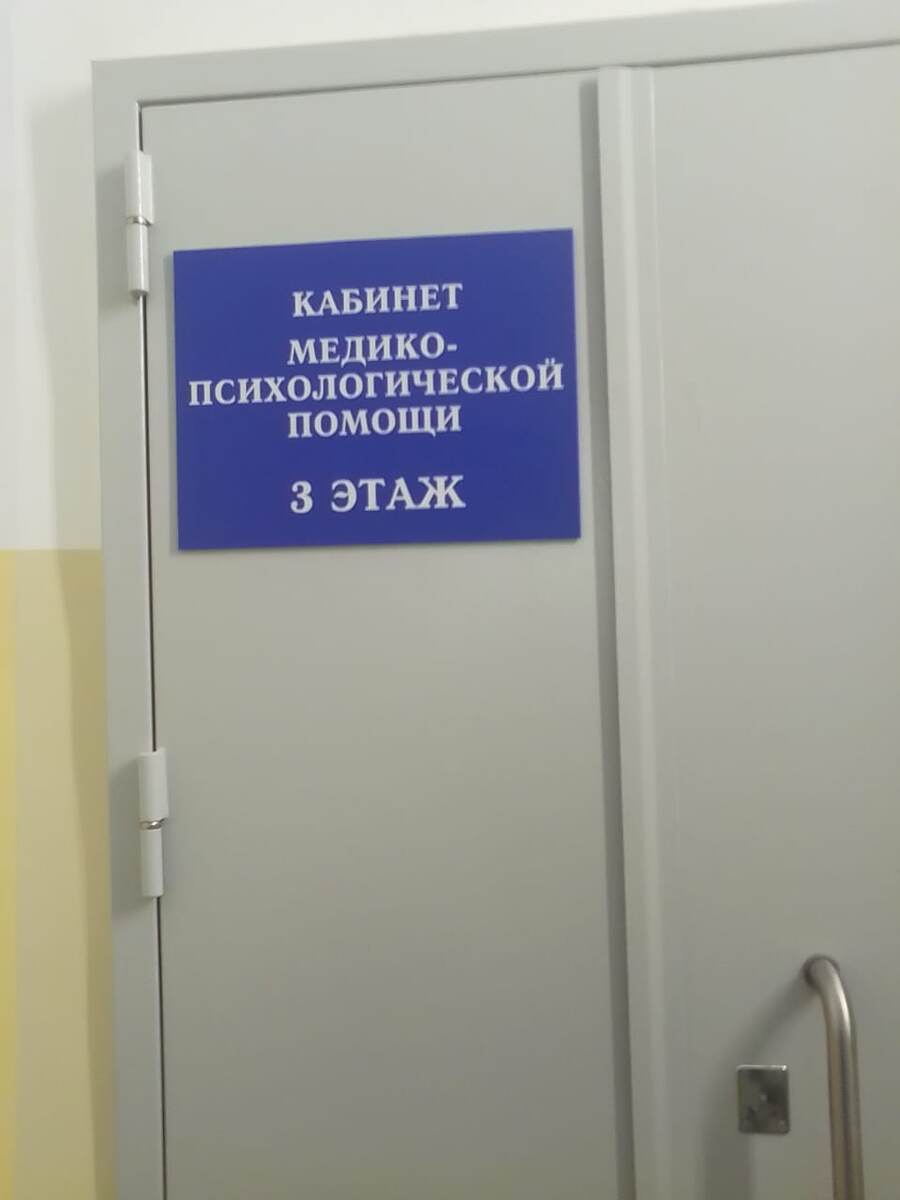 КАБИНЕТ
МЕДИКО-
ПСИХОЛОГИЧЕСКОЙ
ПОМОЩИ
3 ЭТАЖ